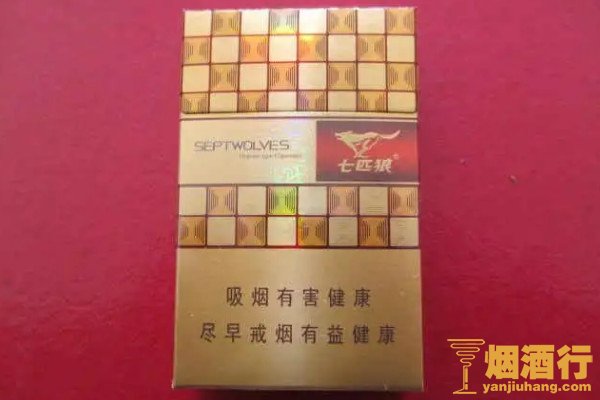 SEPTWOLVES
七匹狼
吸烟有害健康
尽早戒烟有益健康
烟酒行
yanjiuhang.com